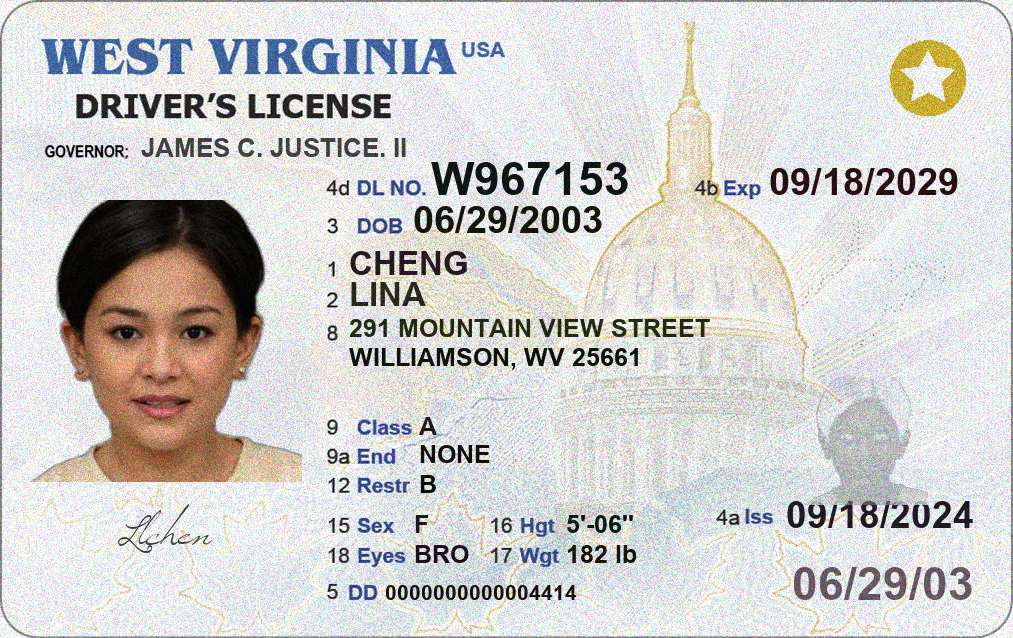 WEST VIRGINIA USA
DRIVER'S LICENSE
GOVERNOR: JAMES C. JUSTICE. II
4d DL NO. W967153 4b Exp 09/18/2029
3 DOB 06/29/2003
1 CHENG
2 LINA
8 291 MOUNTAIN VIEW STREET
WILLIAMSON, WV 25661
9 Class A
9a End NONE
12 Restr B
15 Sex F 16 Hgt 5'-06"
4a Iss 09/18/2024
Llchen
18 Eyes BRO 17 Wgt 182 lb
5 DD 0000000000004414
06/29/03